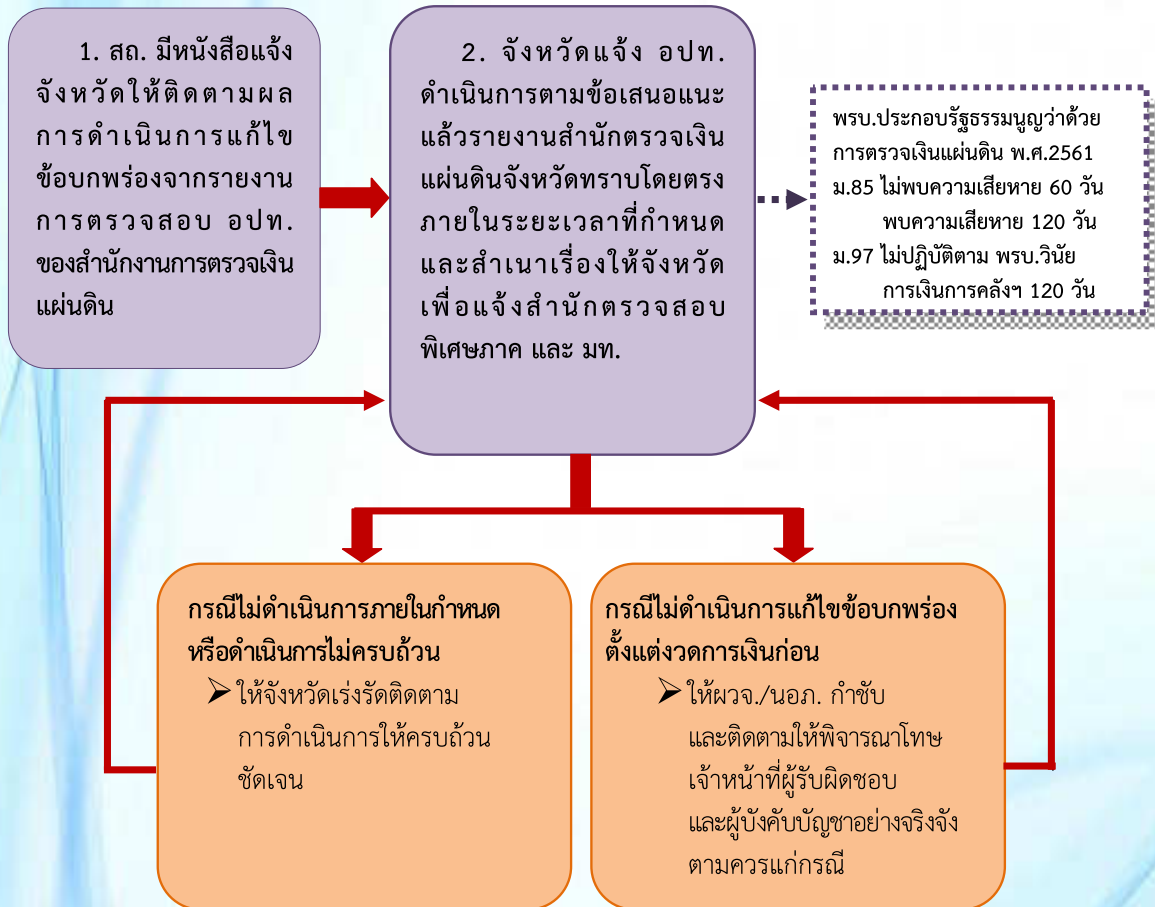 1. สถ. มีหนังสือแจ้ง
จังหวัดให้ติดตามผล
การดำเนินการแก้ไข
ข้อบกพร่องจากรายงาน
การตรวจสอบ อปท.
ของสำนักงานการตรวจเงิน
แผ่นดิน
2. จังหวัดแจ้ง อปท.
ดำเนินการตามข้อเสนอแนะ
แล้วรายงานสำนักตรวจเงิน
แผ่นดินจังหวัดทราบโดยตรง
ภายในระยะเวลาที่กำหนด
และสำเนาเรื่องให้จังหวัด
เพื่อแจ้งสำนักตรวจสอบ
พิเศษภาค และ มท.
พรบ.ประกอบรัฐธรรมนูญว่าด้วย
การตรวจเงินแผ่นดิน พ.ศ.2561
ม.85 ไม่พบความเสียหาย 60 วัน
พบความเสียหาย 120 วัน
ม.97 ไม่ปฏิบัติตาม พรบ.วินัย
การเงินการคลังฯ 120 วัน
กรณีไม่ดำเนินการภายในกำหนด
หรือดำเนินการไม่ครบถ้วน
➢ ให้จังหวัดเร่งรัดติดตาม
การดำเนินการให้ครบถ้วน
ชัดเจน
กรณีไม่ดำเนินการแก้ไขข้อบกพร่อง
ตั้งแต่งวดการเงินก่อน
➢ ให้ผวจ./นอภ. กำชับ
และติดตามให้พิจารณาโทษ
เจ้าหน้าที่ผู้รับผิดชอบ
และผู้บังคับบัญชาอย่างจริงจัง
ตามควรแก่กรณี